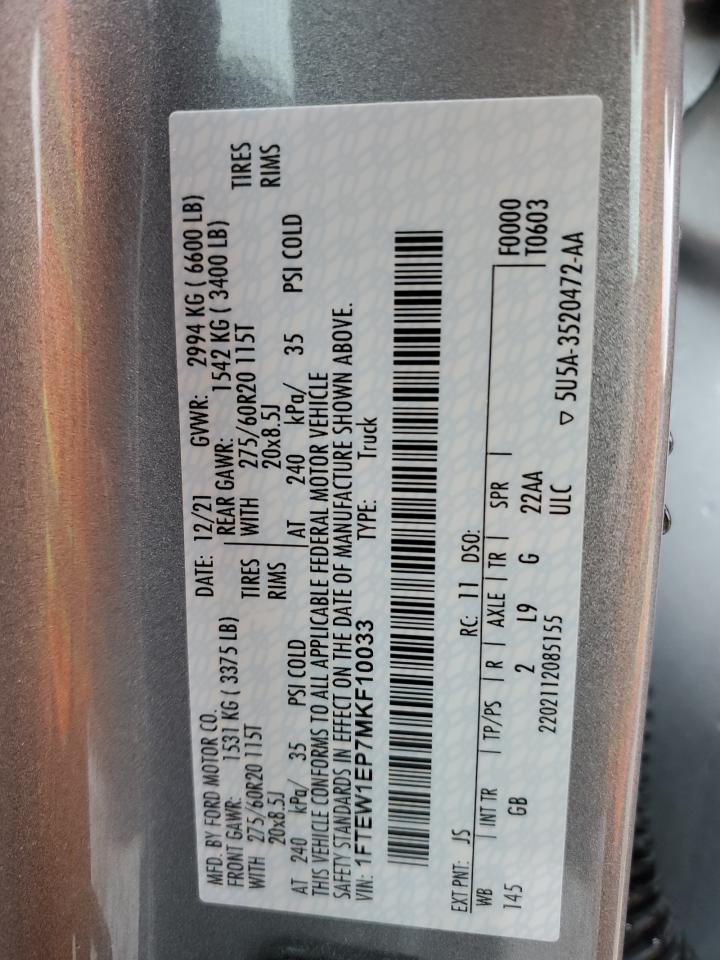 MFD. BY FORD MOTOR CO. DATE: 12/21 GVWR: 2994 KG ( 6600 LB)
FRONT GAWR: 1531 KG ( 3375 LB) REAR GAWR: 1542 KG ( 3400 LB)
WITH 275/60R20 115T TIRES WITH 275/60R20 115T TIRES
20x8.5J RIMS 20x8.5J RIMS
AT 240 kPa/ 35 PSI COLD AT 240 kPa/ 35 PSI COLD
THIS VEHICLE CONFORMS TO ALL APPLICABLE FEDERAL MOTOR VEHICLE
SAFETY STANDARDS IN EFFECT ON THE DATE OF MANUFACTURE SHOWN ABOVE.
VIN: 1FTEW1EP7MKF10033 TYPE: Truck
EXT PNT: JS RC: 11 DSO:
WB | INT TR | TP/PS | R | AXLE | TR | SPR | F0000
145 GB 2 L9 G 22AA T0603
2202112085155 ULC ▽ 5U5A-3520472-AA